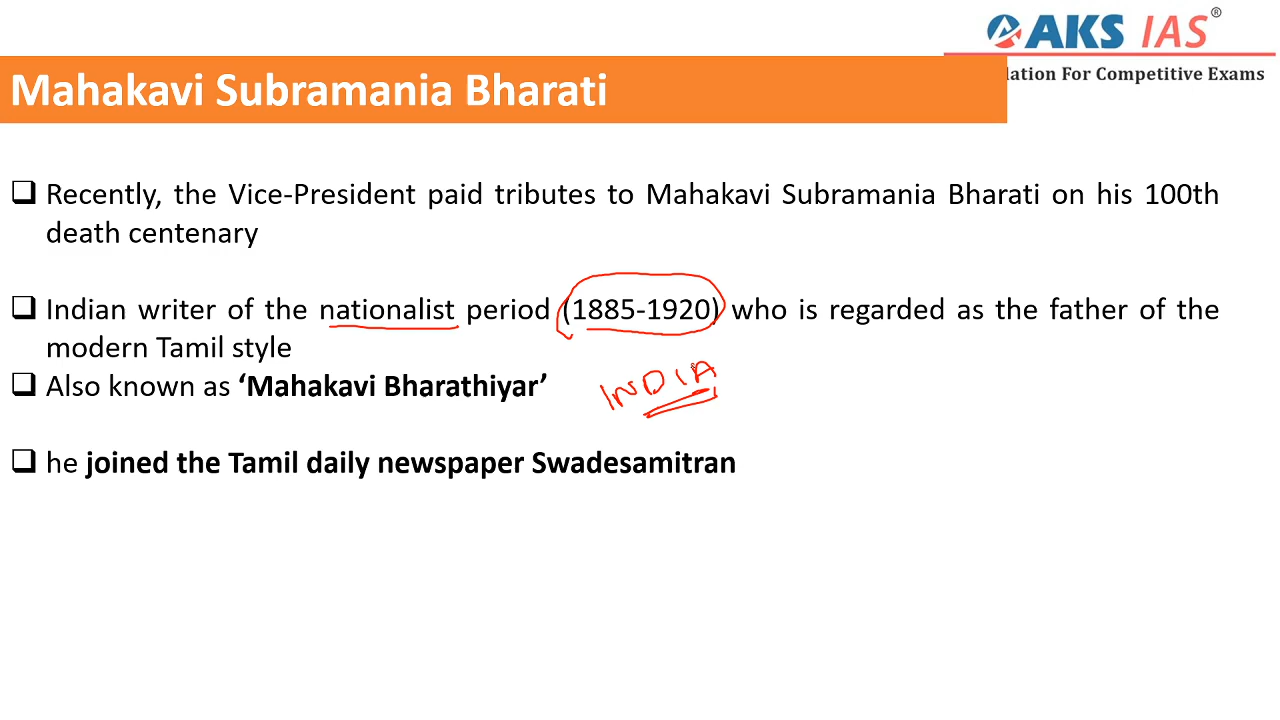 AKS IAS®
lation For Competitive Exams
Mahakavi Subramania Bharati
❑ Recently, the Vice-President paid tributes to Mahakavi Subramania Bharati on his 100th
death centenary
❑ Indian writer of the nationalist period (1885-1920) who is regarded as the father of the
modern Tamil style
❑ Also known as ‘Mahakavi Bharathiyar’
INDIA
❑ he joined the Tamil daily newspaper Swadesamitran